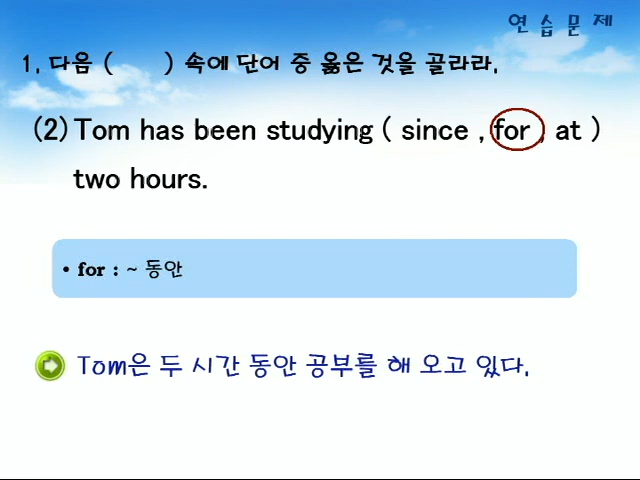 연 습 문 제
1. 다음 (      ) 속에 단어 중 옳은 것을 골라라.
(2) Tom has been studying ( since , for , at )
two hours.
• for : ~ 동안
Tom은 두 시간 동안 공부를 해 오고 있다.